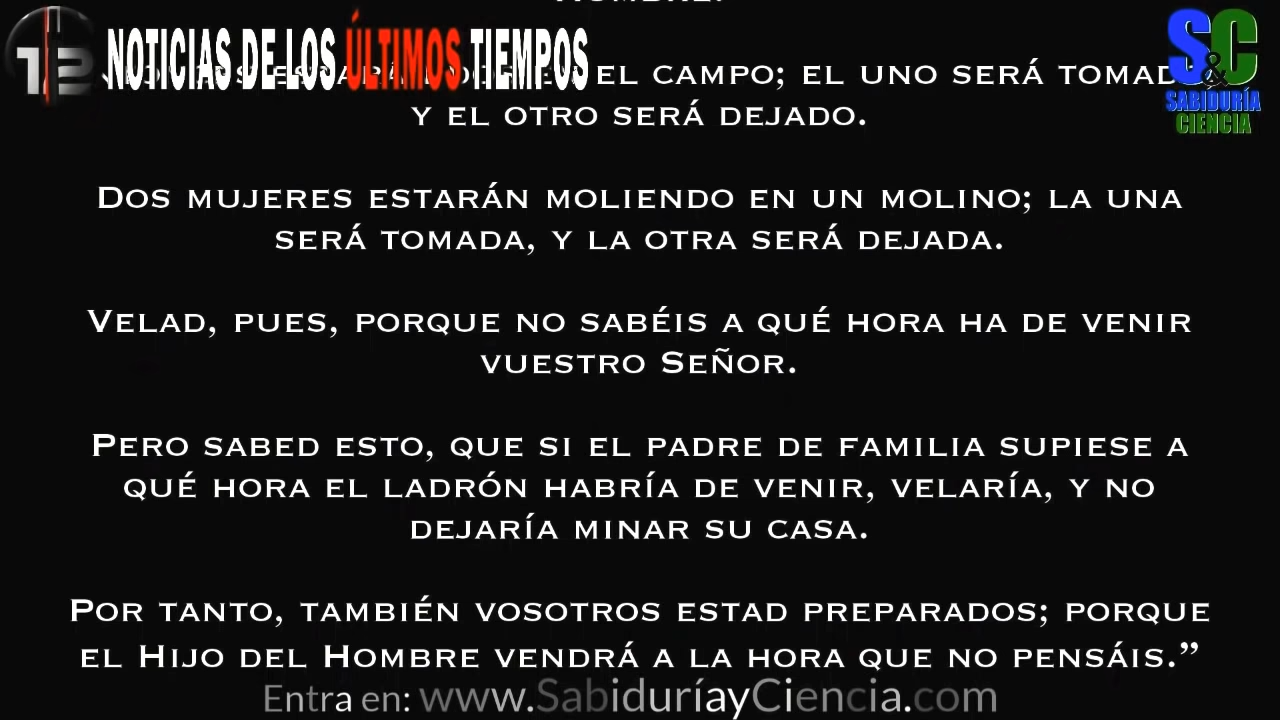 12 NOTICIAS DE LOS ÚLTIMOS TIEMPOS
S&C
SABIDURÍA
CIENCIA
EL CAMPO; EL UNO SERÁ TOMADO,
Y EL OTRO SERÁ DEJADO.
DOS MUJERES ESTARÁN MOLIENDO EN UN MOLINO; LA UNA
SERÁ TOMADA, Y LA OTRA SERÁ DEJADA.
VELAD, PUES, PORQUE NO SABÉIS A QUÉ HORA HA DE VENIR
VUESTRO SEÑOR.
PERO SABED ESTO, QUE SI EL PADRE DE FAMILIA SUPIESE A
QUÉ HORA EL LADRÓN HABRÍA DE VENIR, VELARÍA, Y NO
DEJARÍA MINAR SU CASA.
POR TANTO, TAMBIÉN VOSOTROS ESTAD PREPARADOS; PORQUE
EL HIJO DEL HOMBRE VENDRÁ A LA HORA QUE NO PENSÁIS.”
Entra en: www.SabiduríayCiencia.com